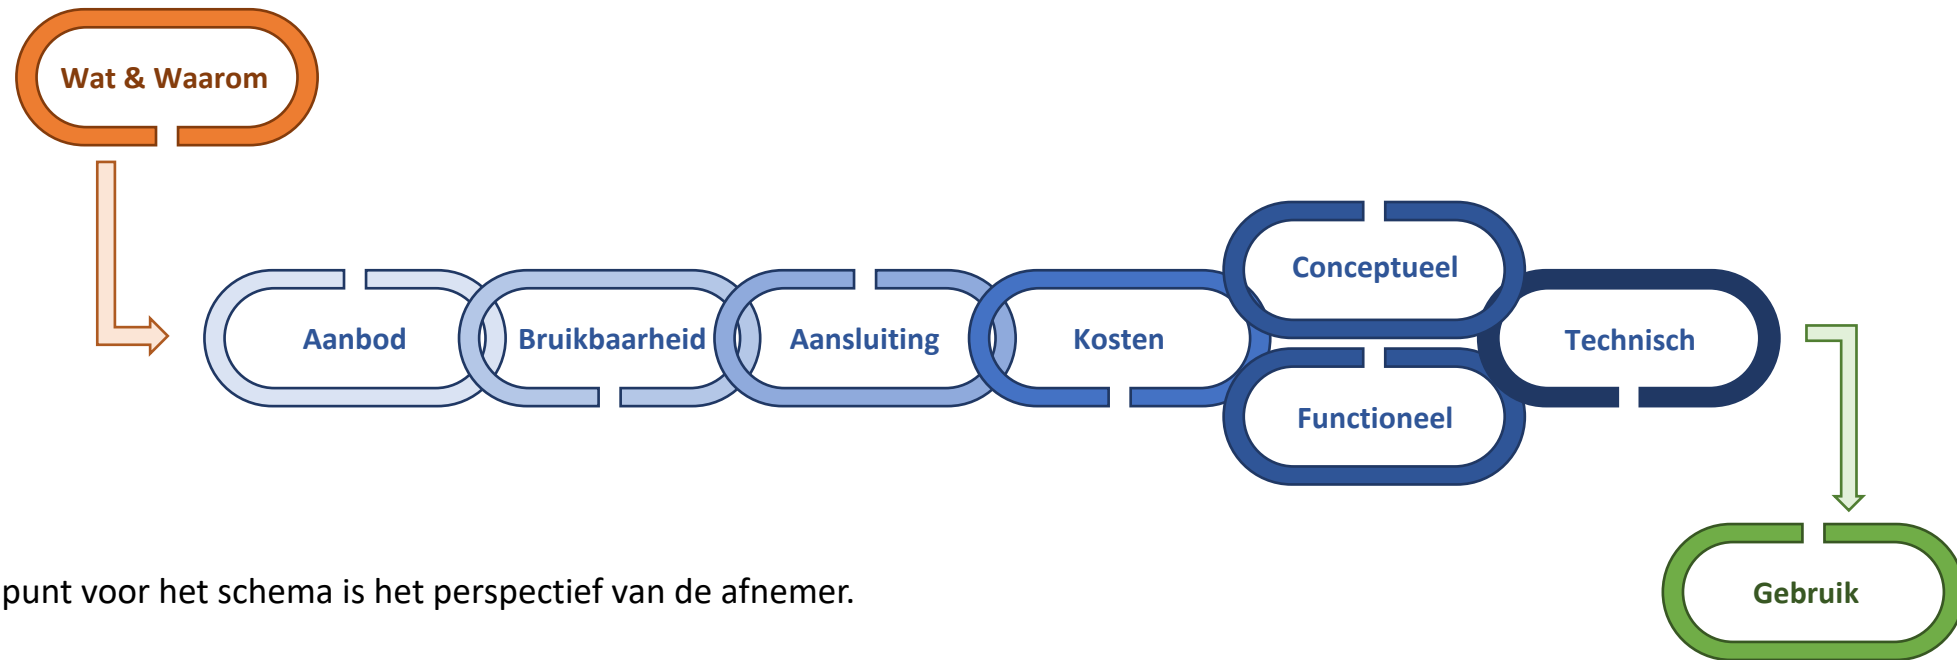 Wat & Waarom
Aanbod
Bruikbaarheid
Aansluiting
Kosten
Conceptueel
Functioneel
Technisch
punt voor het schema is het perspectief van de afnemer.
Gebruik